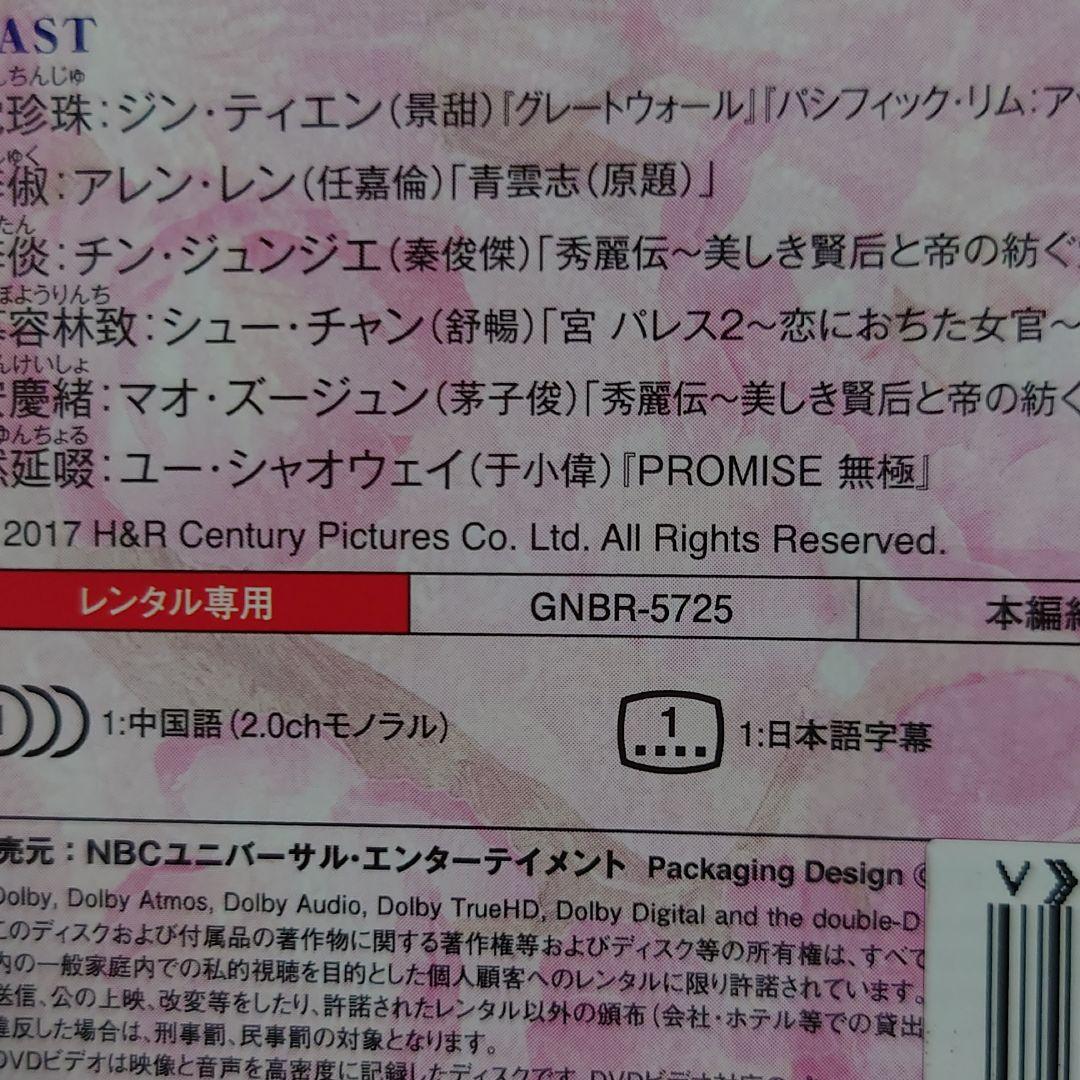 AST
んちんじゅ
珍珠：ジン・ティエン（景甜）『グレートウォール』『パシフィック・リム：ア
しゅく
俶：アレン・レン（任嘉倫）「青雲志（原題）」
たん
倓：チン・ジュンジエ（秦俊傑）「秀麗伝～美しき賢后と帝の紡ぐ
ぼようりんち
容林致：シュー・チャン（舒暢）「宮 パレス2～恋におちた女官～
んけいしょ
慶緒：マオ・ズージュン（茅子俊）「秀麗伝～美しき賢后と帝の紡ぐ
ゅんちょる
延啜：ユー・シャオウェイ（于小偉）『PROMISE 無極』
2017 H&R Century Pictures Co. Ltd. All Rights Reserved.
レンタル専用 GNBR-5725 本編
1:中国語（2.0chモノラル） 1 1:日本語字幕
売元：NBCユニバーサル・エンターテイメント Packaging Design ©
Dolby, Dolby Atmos, Dolby Audio, Dolby TrueHD, Dolby Digital and the double-D
このディスクおよび付属品の著作物に関する著作権等およびディスク等の所有権は、すべて
内の一般家庭内での私的視聴を目的とした個人顧客へのレンタルに限り許諾されています。
送信、公の上映、改変等をしたり、許諾されたレンタル以外の頒布（会社・ホテル等での貸出
違反した場合は、刑事罰、民事罰の対象となります。
DVDビデオは映像と音声を高密度に記録したディスクです。